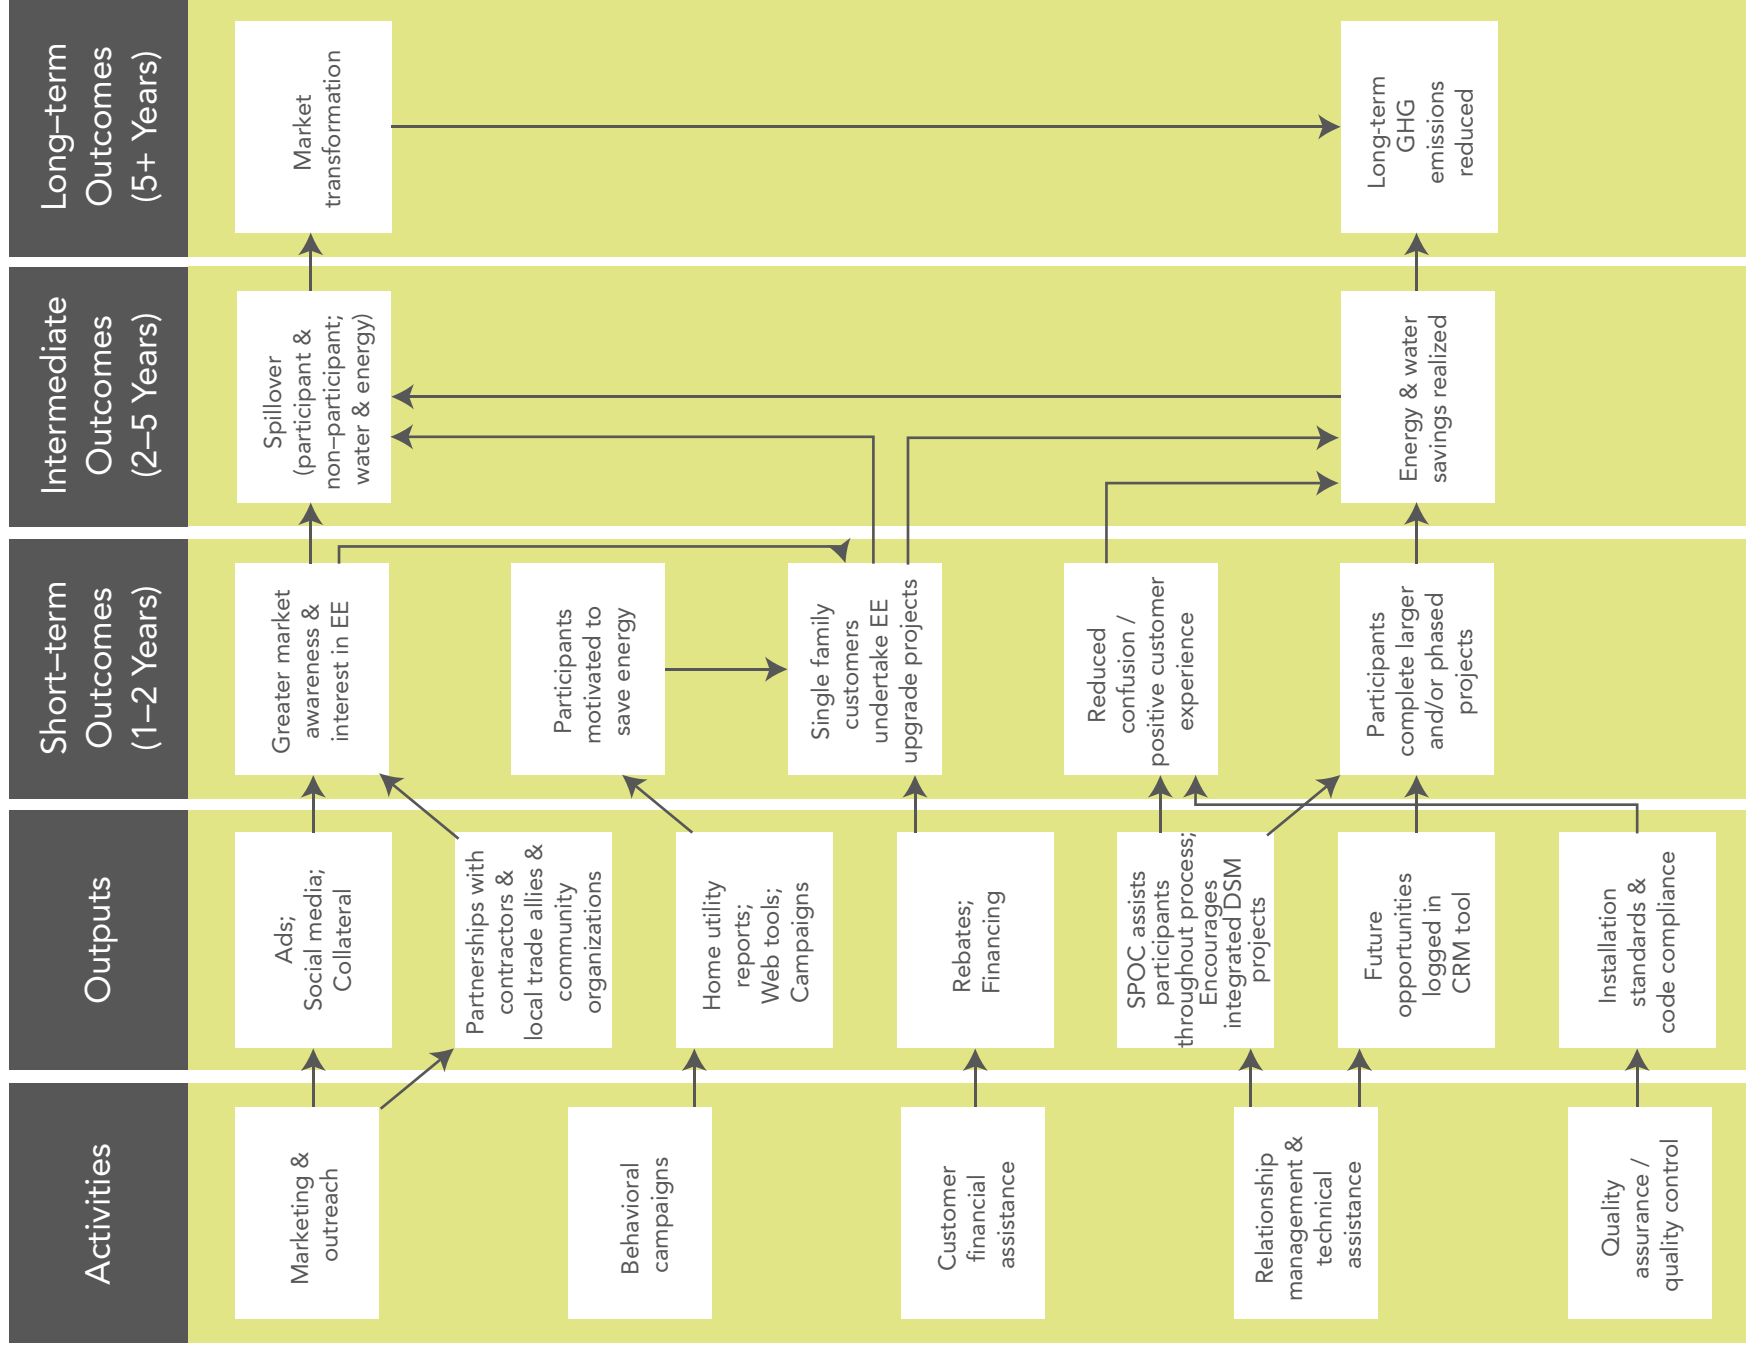 Long–term
Outcomes
(5+ Years)
Market
transformation
Long-term
GHG
emissions
reduced
Intermediate
Outcomes
(2–5 Years)
Spillover
(participant &
non–participant;
water & energy)
Energy & water
savings realized
Short–term
Outcomes
(1–2 Years)
Greater market
awareness &
interest in EE
Participants
motivated to
save energy
Single family
customers
undertake EE
upgrade projects
Reduced
confusion /
positive customer
experience
Participants
complete larger
and/or phased
projects
Outputs
Ads;
Social media;
Collateral
Partnerships with
contractors &
local trade allies &
community
organizations
Home utility
reports;
Web tools;
Campaigns
Rebates;
Financing
SPOC assists
participants
throughout process;
Encourages
integrated DSM
projects
Future
opportunities
logged in
CRM tool
Installation
standards &
code compliance
Activities
Marketing &
outreach
Behavioral
campaigns
Customer
financial
assistance
Relationship
management &
technical
assistance
Quality
assurance /
quality control